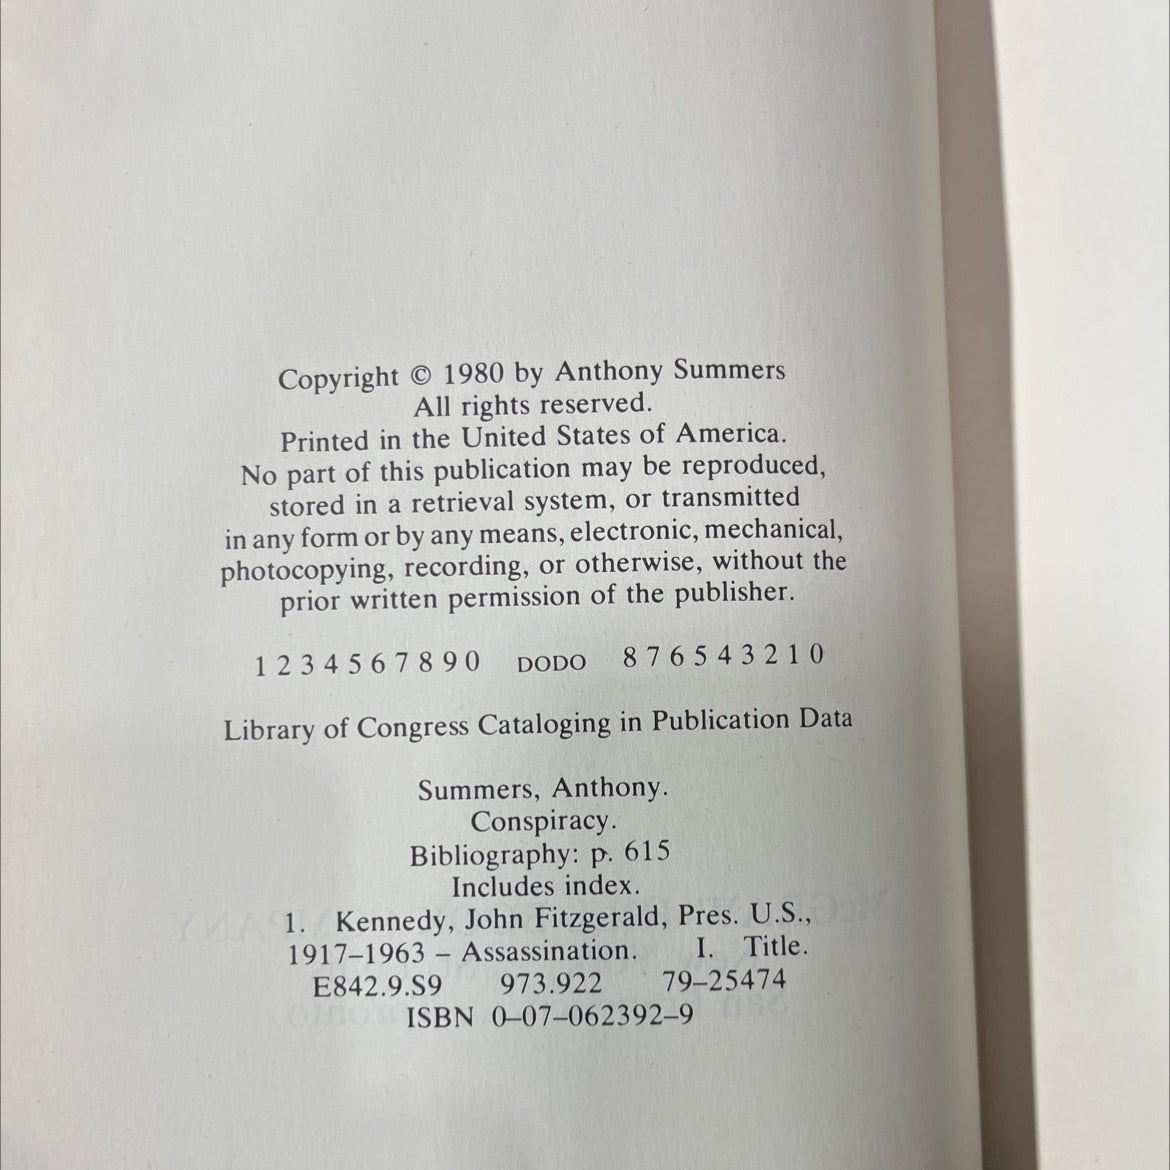 Copyright © 1980 by Anthony Summers
All rights reserved.
Printed in the United States of America.
No part of this publication may be reproduced,
stored in a retrieval system, or transmitted
in any form or by any means, electronic, mechanical,
photocopying, recording, or otherwise, without the
prior written permission of the publisher.
1 2 3 4 5 6 7 8 9 0 DODO 8 7 6 5 4 3 2 1 0
Library of Congress Cataloging in Publication Data
Summers, Anthony.
Conspiracy.
Bibliography: p. 615
Includes index.
1. Kennedy, John Fitzgerald, Pres. U.S.,
1917–1963 – Assassination. I. Title.
E842.9.S9 973.922 79–25474
ISBN 0–07–062392–9